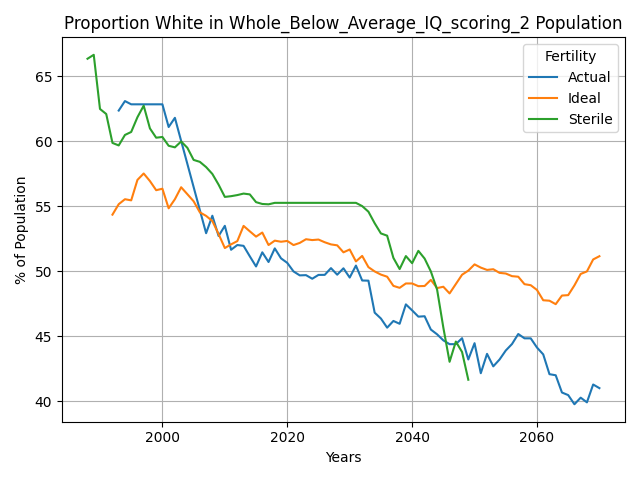 Proportion White in Whole_Below_Average_IQ_scoring_2 Population
Fertility
Actual
Ideal
Sterile
% of Population
65
60
55
50
45
40
2000
2020
2040
2060
Years